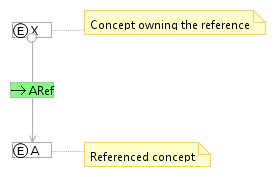 Concept owning the reference
E X
ARef
E A
Referenced concept